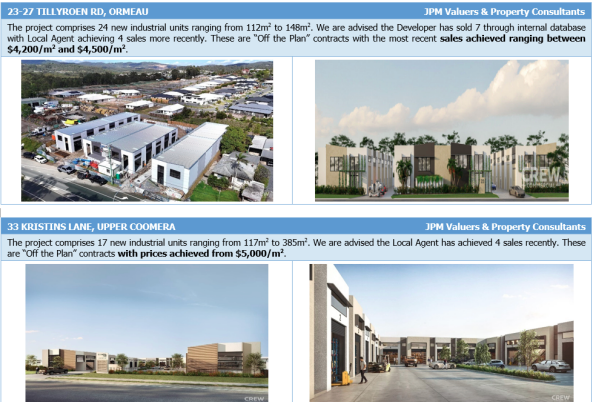 23-27 TILLYROEN RD, ORMEAU JPM Valuers & Property Consultants
The project comprises 24 new industrial units ranging from 112m² to 148m². We are advised the Developer has sold 7 through internal database
with Local Agent achieving 4 sales more recently. These are “Off the Plan” contracts with the most recent sales achieved ranging between
$4,200/m² and $4,500/m².
CREW
33 KRISTINS LANE, UPPER COOMERA JPM Valuers & Property Consultants
The project comprises 17 new industrial units ranging from 117m² to 385m². We are advised the Local Agent has achieved 4 sales recently. These
are “Off the Plan” contracts with prices achieved from $5,000/m².
CREW
CREW